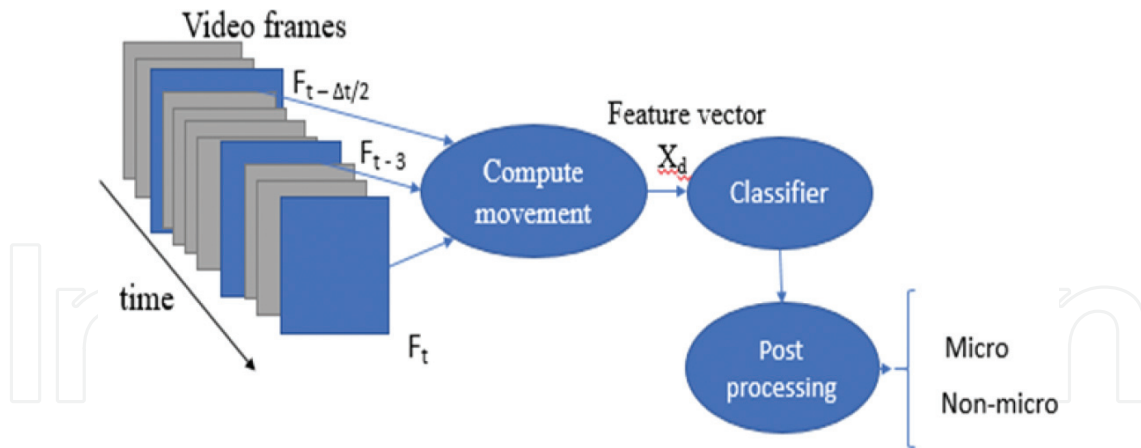 Video frames
F t – Δt/2
F t - 3
F t
time
Compute
movement
Feature vector
X d
Classifier
Post
processing
Micro
Non-micro